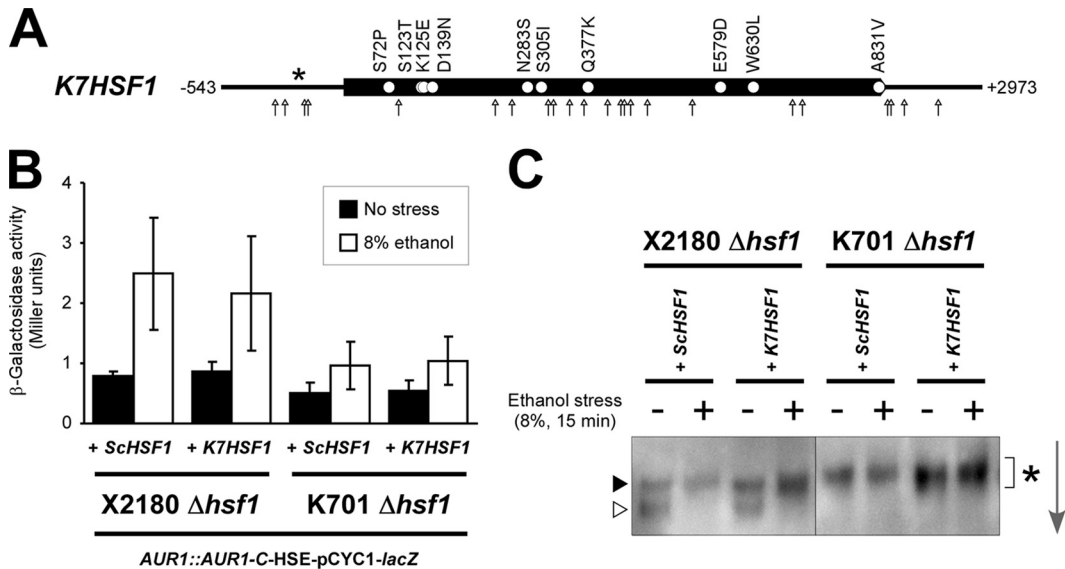 A
S72P
S123T
K125E
D139N
N283S
S305I
Q377K
E579D
W630L
A831V
*
K7HSF1
-543
+2973
B
β-Galactosidase activity
(Miller units)
4
3
2
1
0
No stress
8% ethanol
+ ScHSF1
+ K7HSF1
+ ScHSF1
+ K7HSF1
X2180 Δhsf1
K701 Δhsf1
AUR1::AUR1-C-HSE-pCYC1-lacZ
C
X2180 Δhsf1
K701 Δhsf1
+ ScHSF1
+ K7HSF1
+ ScHSF1
+ K7HSF1
Ethanol stress
(8%, 15 min)
- + - + - + - +
*